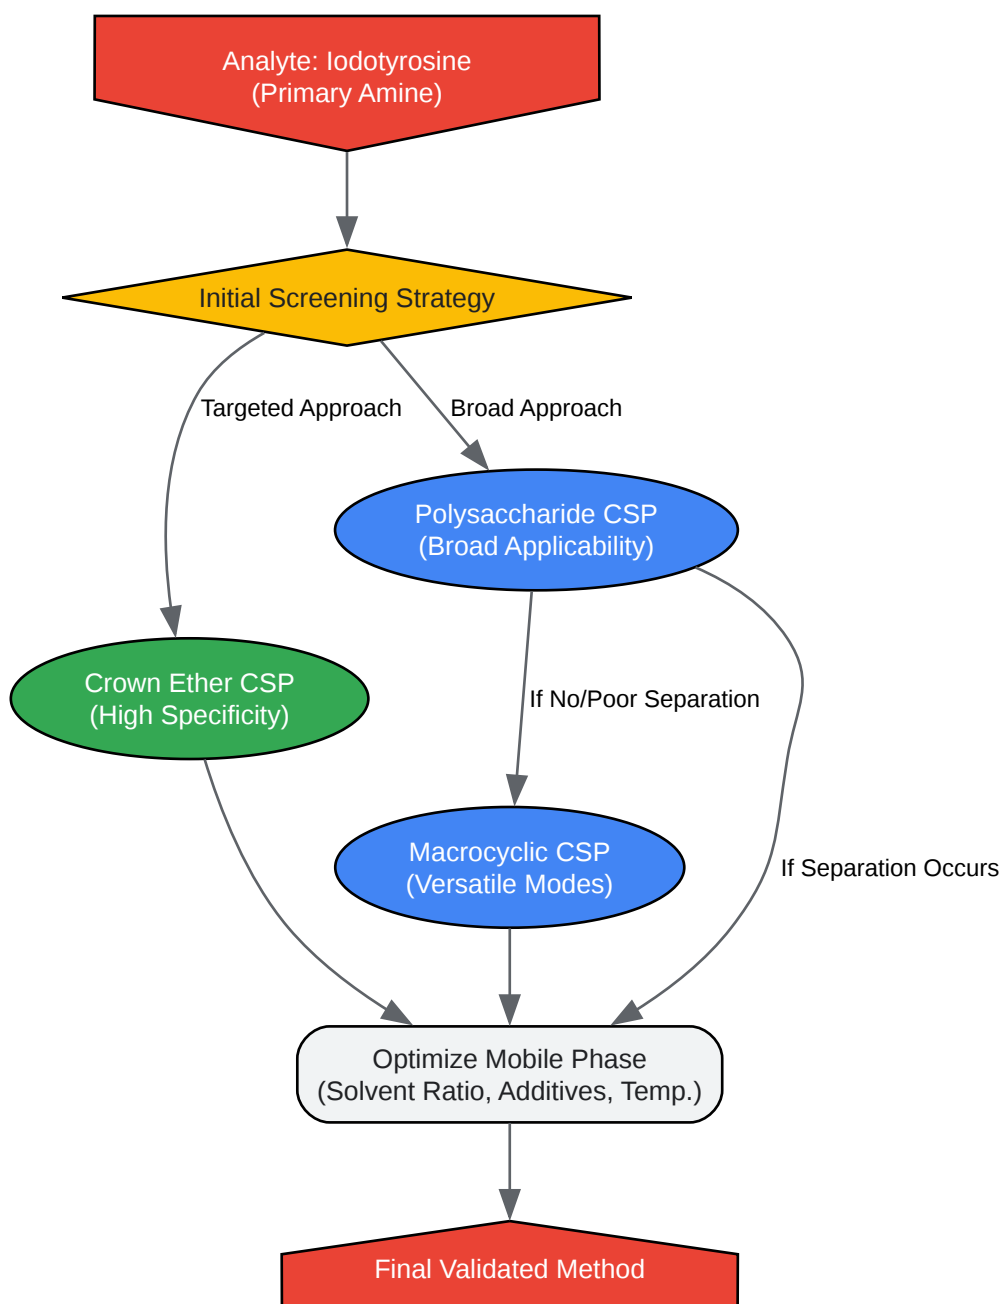 Analyte: Iodotyrosine
(Primary Amine)
Initial Screening Strategy
Targeted Approach
Broad Approach
Polysaccharide CSP
(Broad Applicability)
Crown Ether CSP
(High Specificity)
If No/Poor Separation
Macrocyclic CSP
(Versatile Modes)
If Separation Occurs
Optimize Mobile Phase
(Solvent Ratio, Additives, Temp.)
Final Validated Method